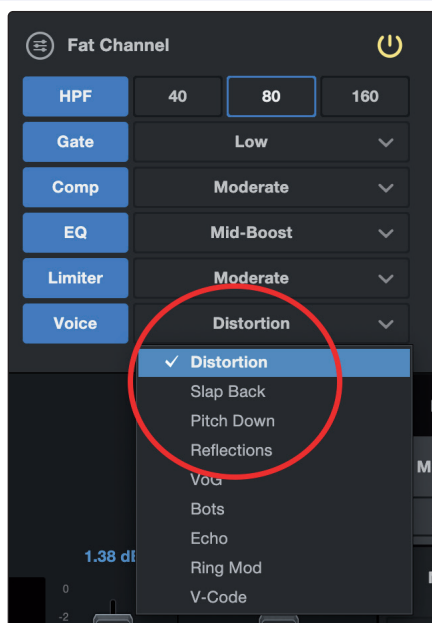 Fat Channel
HPF 40 80 160
Gate Low
Comp Moderate
EQ Mid-Boost
Limiter Moderate
Voice Distortion
✓ Distortion
Slap Back
Pitch Down
Reflections
VoG
Bots
Echo
Ring Mod
V-Code
1.38 dB
0
-2